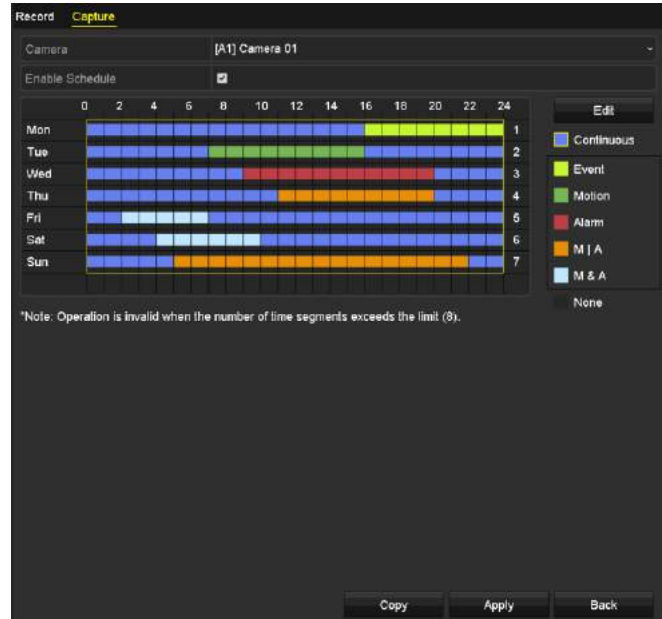 Record Capture
Camera [A1] Camera 01
Enable Schedule
0 2 4 6 8 10 12 14 16 18 20 22 24
Edit
Mon 1
Continuous
Tue 2
Wed 3
Event
Thu 4
Motion
Fri 5
Alarm
Sat 6
M | A
Sun 7
M & A
None
*Note: Operation is invalid when the number of time segments exceeds the limit (8).
Copy Apply Back